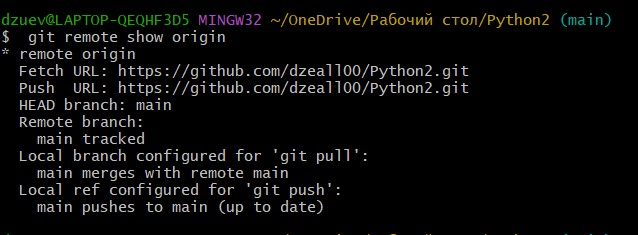 dzuev@LAPTOP-QEQHF3D5 MINGW32 ~/OneDrive/Рабочий стол/Python2 (main)
$ git remote show origin
* remote origin
  Fetch URL: https://github.com/dzeall00/Python2.git
  Push  URL: https://github.com/dzeall00/Python2.git
  HEAD branch: main
  Remote branch:
    main tracked
  Local branch configured for 'git pull':
    main merges with remote main
  Local ref configured for 'git push':
    main pushes to main (up to date)